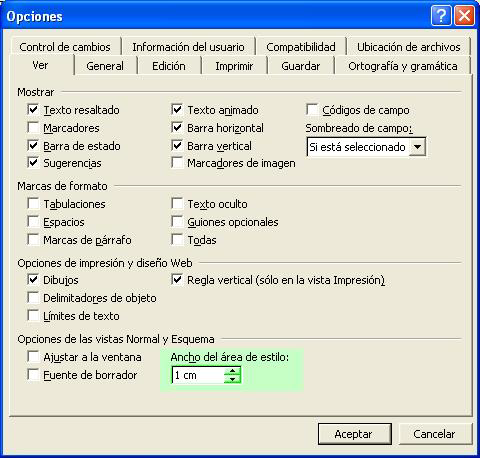 Opciones
Control de cambios Información del usuario Compatibilidad Ubicación de archivos
Ver General Edición Imprimir Guardar Ortografía y gramática
Mostrar
Texto resaltado Texto animado Códigos de campo
Marcadores Barra horizontal Sombreado de campo:
Barra de estado Barra vertical Si está seleccionado
Sugerencias Marcadores de imagen
Marcas de formato
Tabulaciones Texto oculto
Espacios Guiones opcionales
Marcas de párrafo Todas
Opciones de impresión y diseño Web
Dibujos Regla vertical (sólo en la vista Impresión)
Delimitadores de objeto
Límites de texto
Opciones de las vistas Normal y Esquema
Ajustar a la ventana Ancho del área de estilo:
Fuente de borrador 1 cm
Aceptar Cancelar